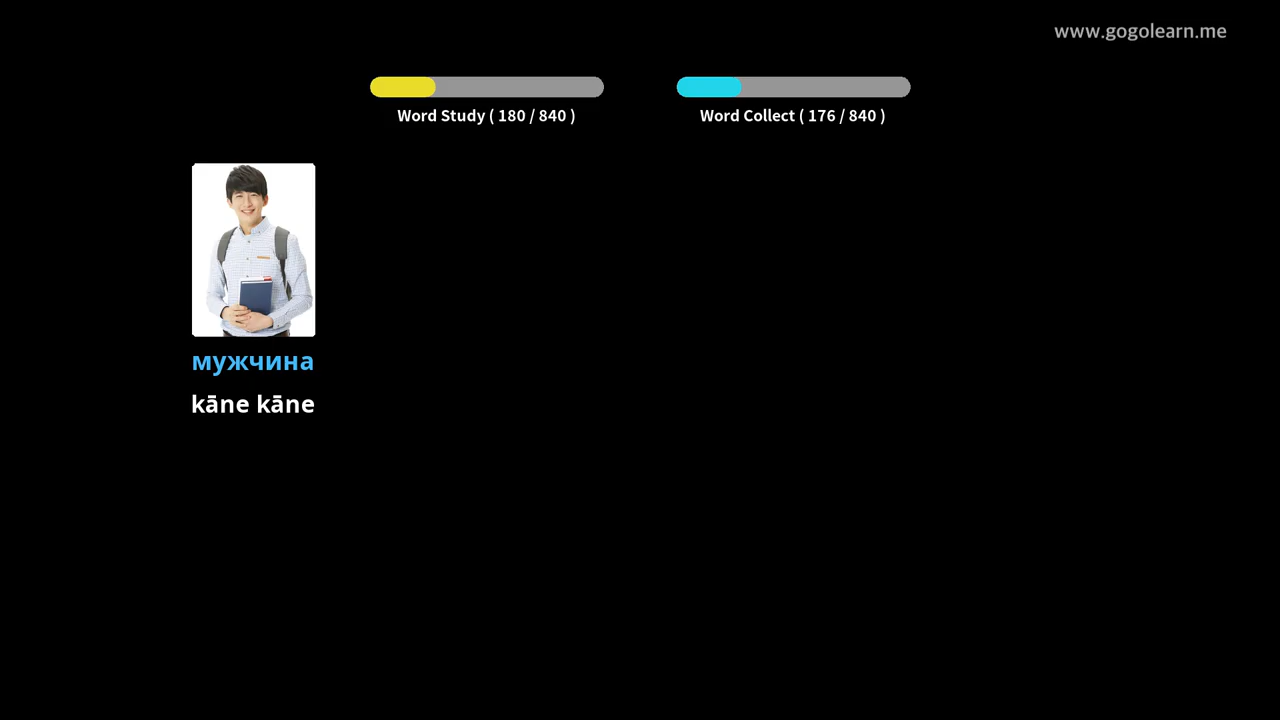 www.gogolearn.me
Word Study ( 180 / 840 )
Word Collect ( 176 / 840 )
мужчина
kāne kāne